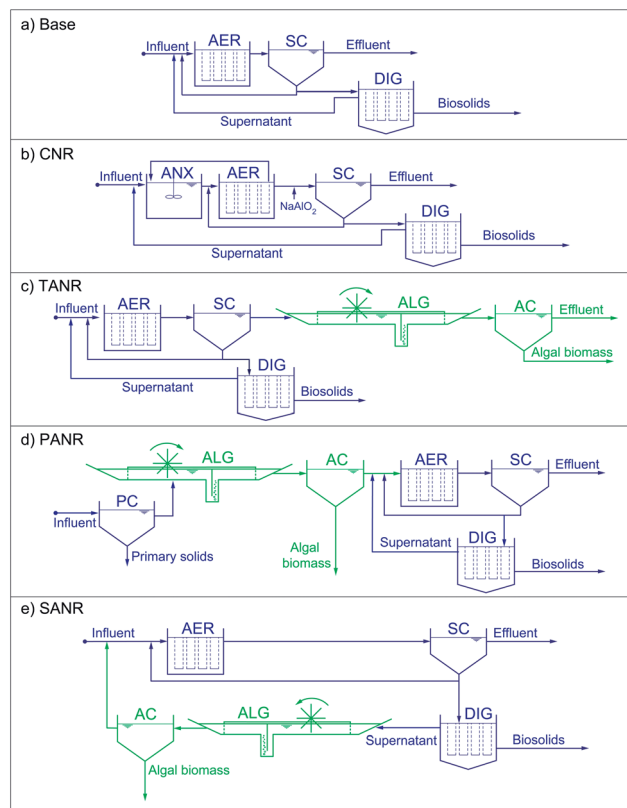 a) Base
Influent
AER
SC
Effluent
DIG
Biosolids
Supernatant
b) CNR
Influent
ANX
AER
SC
Effluent
NaAlO₂
DIG
Biosolids
Supernatant
c) TANR
Influent
AER
SC
ALG
AC
Effluent
Algal biomass
DIG
Supernatant
Biosolids
d) PANR
ALG
AC
AER
SC
Effluent
PC
Influent
Primary solids
Algal
biomass
Supernatant
DIG
Biosolids
e) SANR
Influent
AER
SC
Effluent
AC
ALG
DIG
Supernatant
Biosolids
Algal biomass